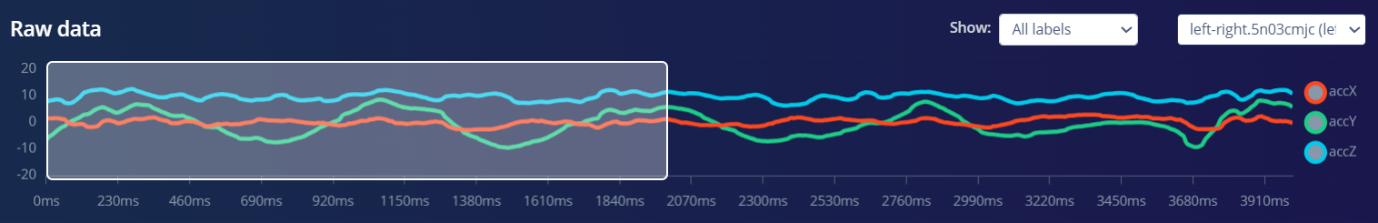 Raw data
Show:
All labels
left-right.5n03cmjc (le
20
10
0
-10
-20
accX
accY
accZ
0ms 230ms 460ms 690ms 920ms 1150ms 1380ms 1610ms 1840ms 2070ms 2300ms 2530ms 2760ms 2990ms 3220ms 3450ms 3680ms 3910ms